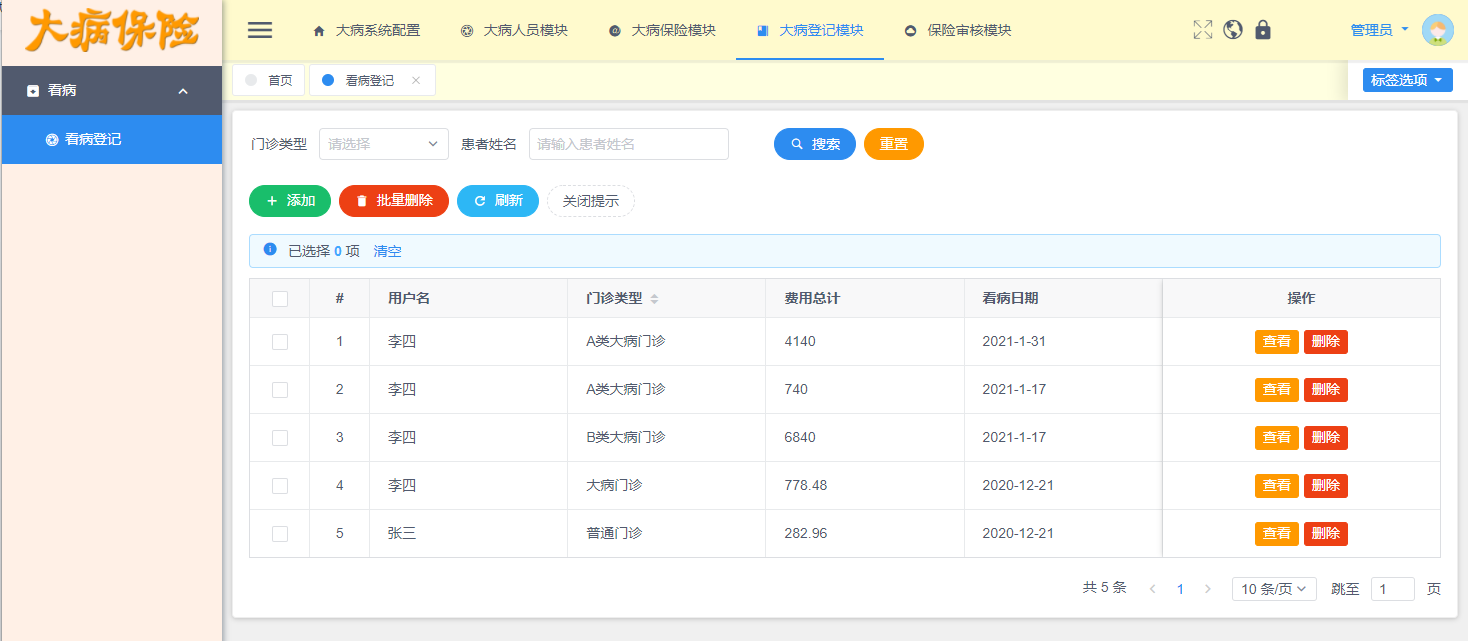 大病保险
大病系统配置 大病人员模块 大病保险模块 大病登记模块 保险审核模块 管理员
看病
看病登记
首页 看病登记 标签选项
门诊类型 请选择 患者姓名 请输入患者姓名 搜索 重置
添加 批量删除 刷新 关闭提示
已选择 0 项 清空
# 用户名 门诊类型 费用总计 看病日期 操作
1 李四 A类大病门诊 4140 2021-1-31 查看 删除
2 李四 A类大病门诊 740 2021-1-17 查看 删除
3 李四 B类大病门诊 6840 2021-1-17 查看 删除
4 李四 大病门诊 778.48 2020-12-21 查看 删除
5 张三 普通门诊 282.96 2020-12-21 查看 删除
共 5 条 1 10 条/页 跳至 1 页